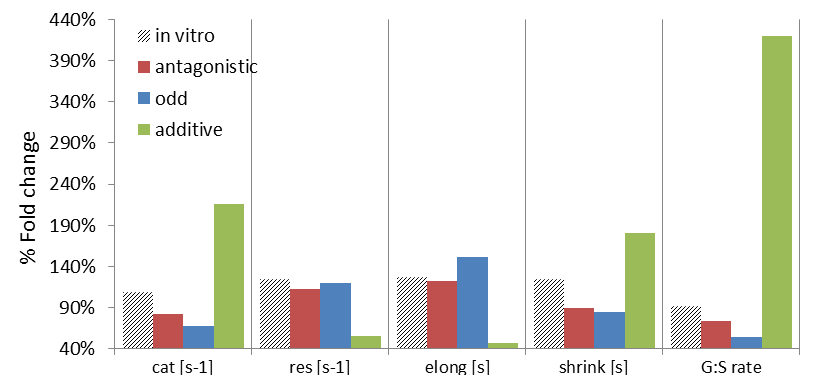 440%
390%
340%
290%
240%
190%
140%
90%
40%
% Fold change
in vitro
antagonistic
odd
additive
cat [s-1]
res [s-1]
elong [s]
shrink [s]
G:S rate